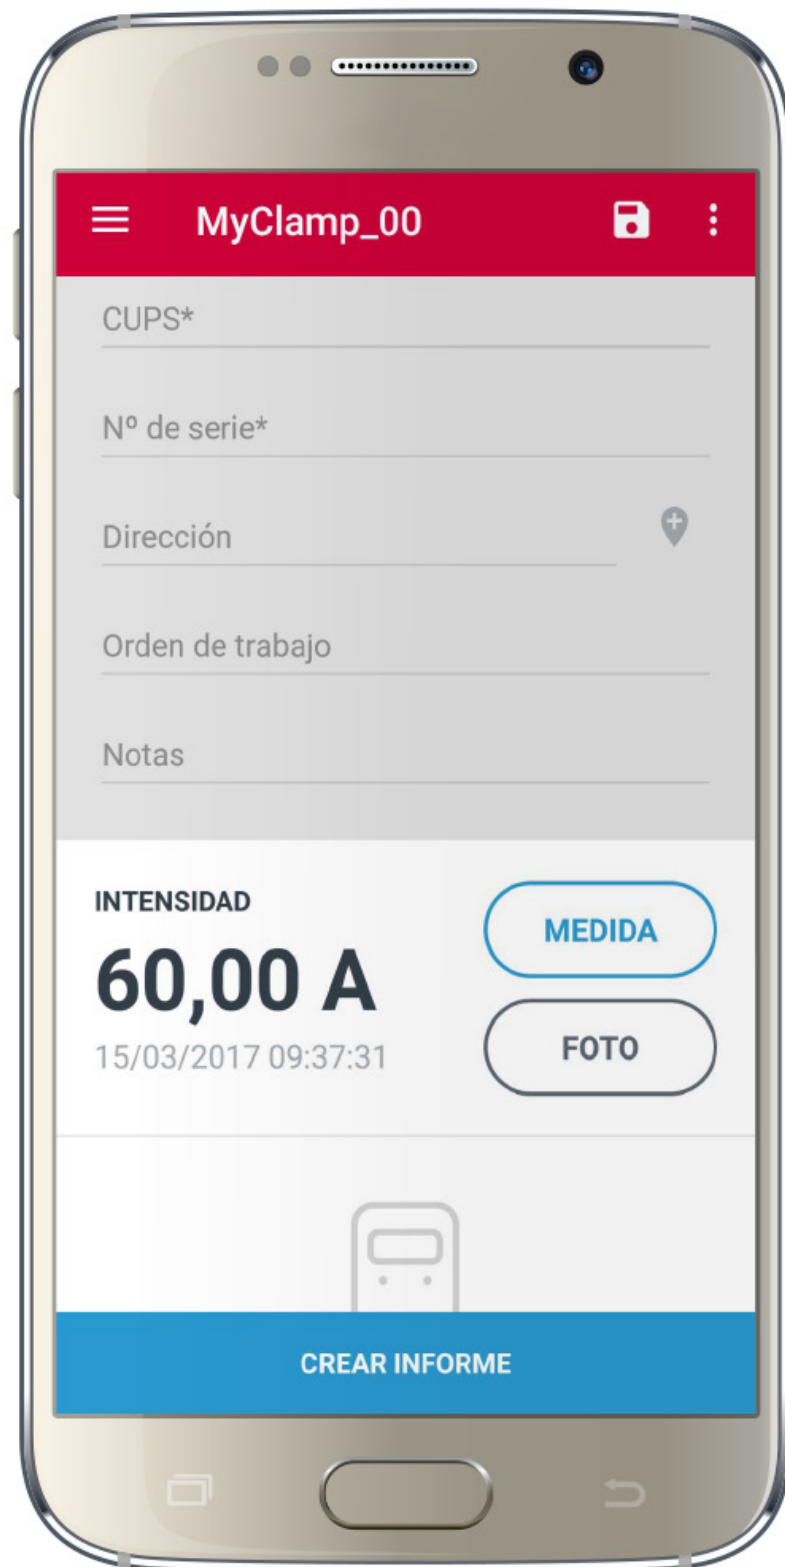 MyClamp_00
CUPS*
Nº de serie*
Dirección
Orden de trabajo
Notas
INTENSIDAD
60,00 A
15/03/2017 09:37:31
MEDIDA
FOTO
CREAR INFORME